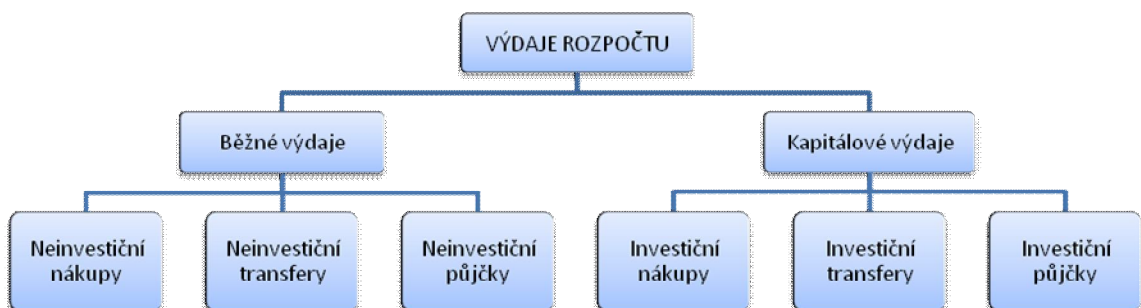 VÝDAJE ROZPOČTU
Běžné výdaje
Kapitálové výdaje
Neinvestiční
nákupy
Neinvestiční
transfery
Neinvestiční
půjčky
Investiční
nákupy
Investiční
transfery
Investiční
půjčky